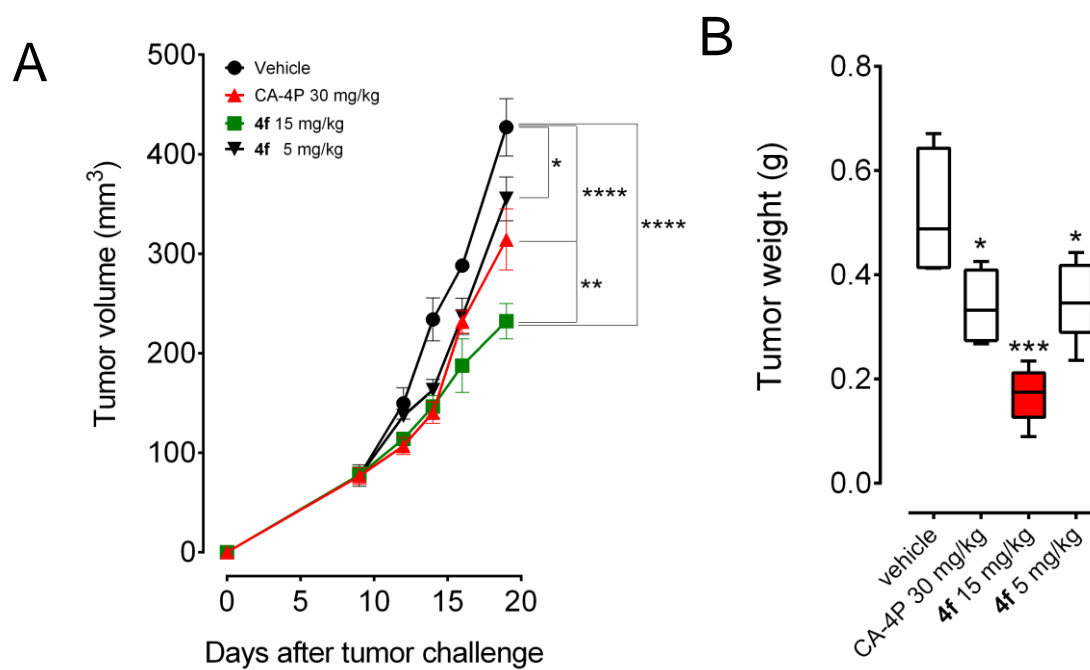 A
Tumor volume (mm³)
500
400
300
200
100
0
0 5 10 15 20
Days after tumor challenge
Vehicle
CA-4P 30 mg/kg
4f 15 mg/kg
4f 5 mg/kg
*
****
****
**
B
Tumor weight (g)
0.8
0.6
0.4
0.2
0.0
*
***
*
vehicle
CA-4P 30 mg/kg
4f 15 mg/kg
4f 5 mg/kg